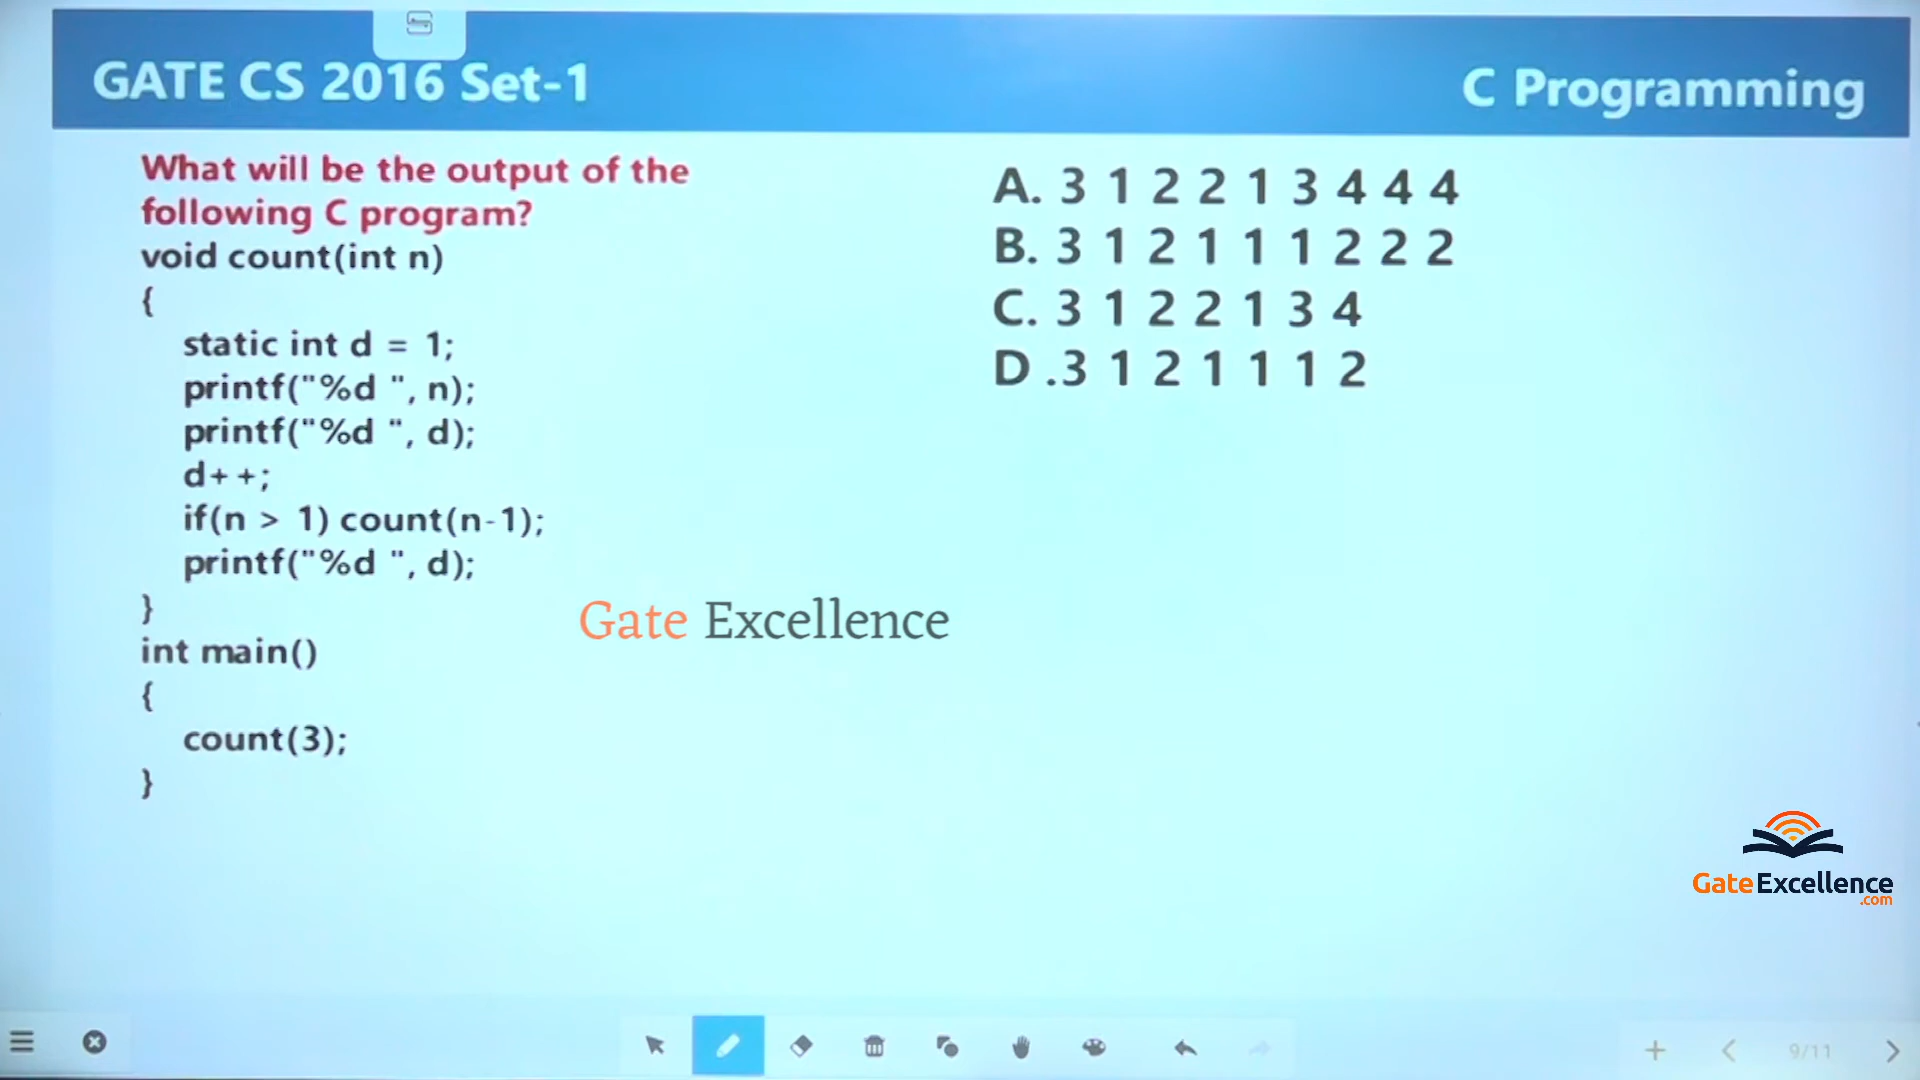 GATE CS 2016 Set-1
C Programming
What will be the output of the
following C program?
void count(int n)
{
static int d = 1;
printf("%d ", n);
printf("%d ", d);
d++;
if(n > 1) count(n-1);
printf("%d ", d);
}
int main()
{
count(3);
}
A. 3 1 2 2 1 3 4 4 4
B. 3 1 2 1 1 1 2 2 2
C. 3 1 2 2 1 3 4
D .3 1 2 1 1 1 2
Gate Excellence
GateExcellence
.com
9/11